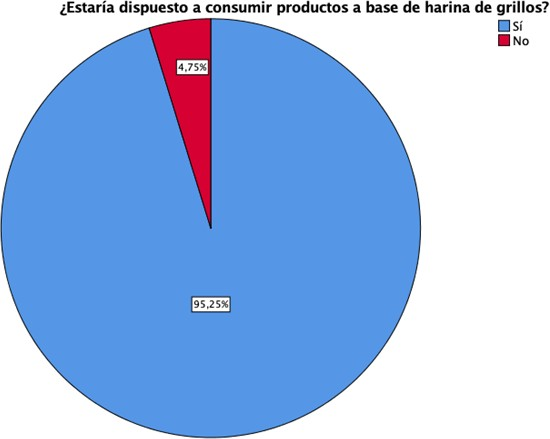 ¿Estaría dispuesto a consumir productos a base de harina de grillos?
Sí
No
4,75%
95,25%